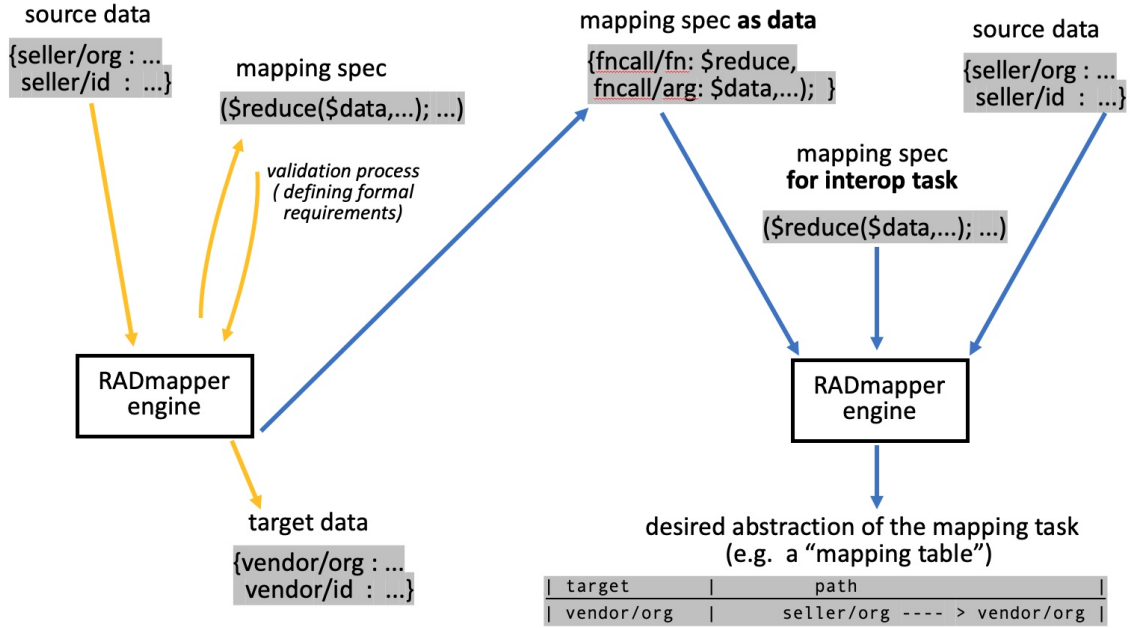 source data
{seller/org : ...
seller/id : ...}
mapping spec
($reduce($data,...); ...)
validation process
( defining formal
requirements)
RADmapper
engine
target data
{vendor/org : ...
vendor/id : ...}
mapping spec as data
{fncall/fn: $reduce,
fncall/arg: $data,...); }
source data
{seller/org : ...
seller/id : ...}
mapping spec
for interop task
($reduce($data,...); ...)
RADmapper
engine
desired abstraction of the mapping task
(e.g. a “mapping table”)
| target | path |
| vendor/org | seller/org ---- > vendor/org |